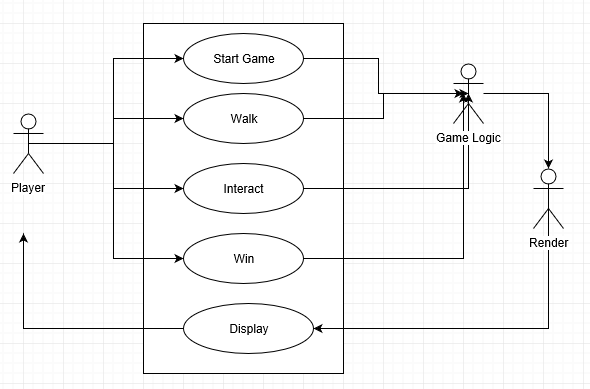 Start Game
Walk
Game Logic
Player
Interact
Render
Win
Display